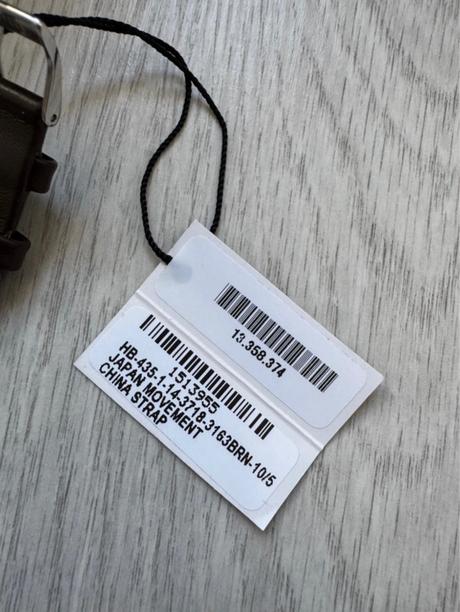 13.358.374
1513955
HB-435-1-14-3718-3163BRN-10/5
JAPAN MOVEMENT
CHINA STRAP